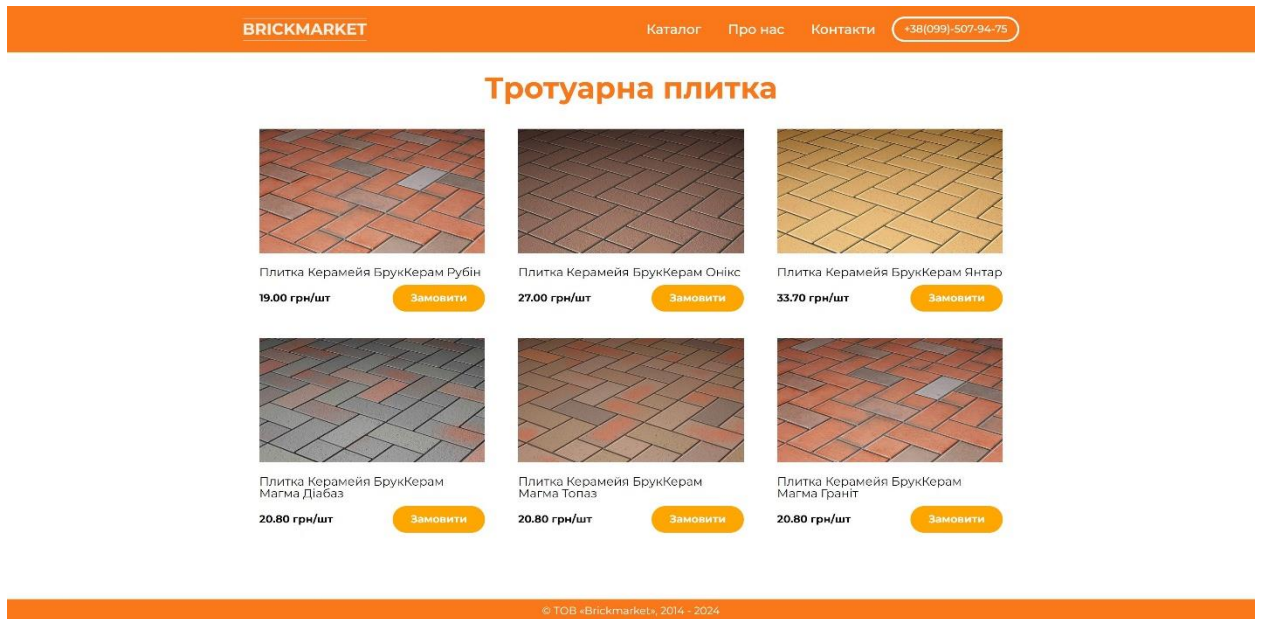 BRICKMARKET
Каталог Про нас Контакти +38(099)-507-94-75
Тротуарна плитка
Плитка Керамейя БрукКерам Рубін
19.00 грн/шт Замовити
Плитка Керамейя БрукКерам Онікс
27.00 грн/шт Замовити
Плитка Керамейя БрукКерам Янтар
33.70 грн/шт Замовити
Плитка Керамейя БрукКерам
Магма Діабаз
20.80 грн/шт Замовити
Плитка Керамейя БрукКерам
Магма Топаз
20.80 грн/шт Замовити
Плитка Керамейя БрукКерам
Магма Граніт
20.80 грн/шт Замовити
© ТОВ «Brickmarket», 2014 - 2024